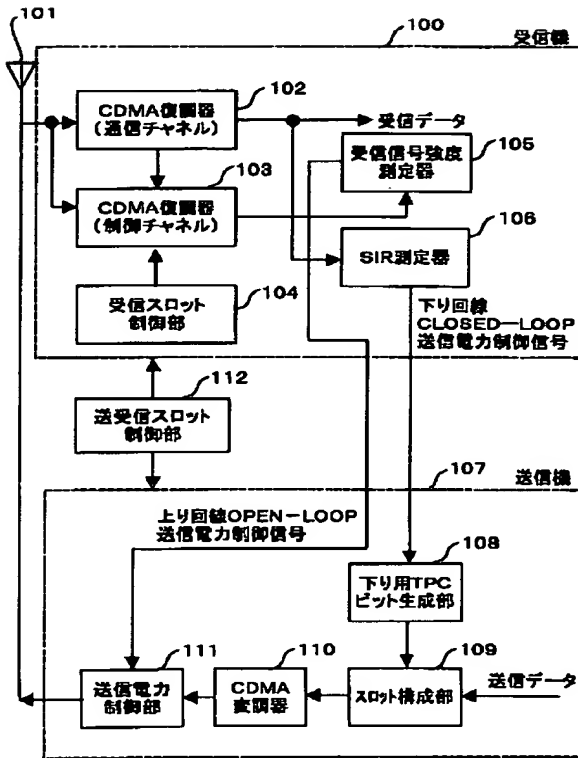 101
100
受信機
102
CDMA復調器
(通信チャネル)
受信データ
105
受信信号強度
測定器
103
CDMA復調器
(制御チャネル)
106
SIR測定器
受信スロット
制御部
104
下り回線
CLOSED-LOOP
送信電力制御信号
112
送受信スロット
制御部
107
送信機
上り回線OPEN-LOOP
送信電力制御信号
108
下り用TPC
ビット生成部
111
送信電力
制御部
110
CDMA
変調器
109
スロット構成部
送信データ